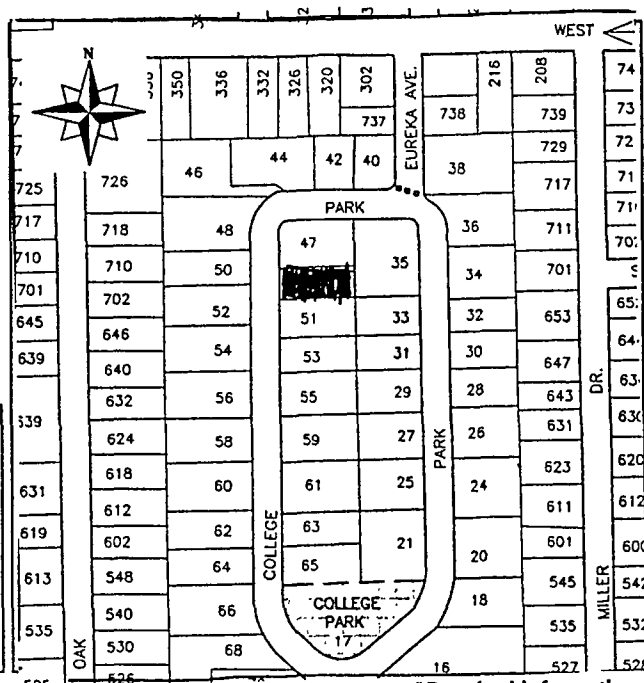 WEST
N
350 336 332 326 320 302 216 208 74
737 738 739 73
EUREKA AVE.
46 44 42 40 38 729 72
725 726 717 71
PARK
717 718 48 47 36 711
710 710 50 35 34 701
701 702 52 51 33 32 653
645 646 54 53 31 30 647
639 640 56 55 29 28 643
632 631
624 58 59 27 26 623 620
618 60 61 25 24 611 612
631 612 62 63 601
619 602 64 65 21 20 545
613 548 66 18
540 535 532
535 530 68 16 527
COLLEGE
PARK
COLLEGE
PARK
17
OAK
MILLER DR.